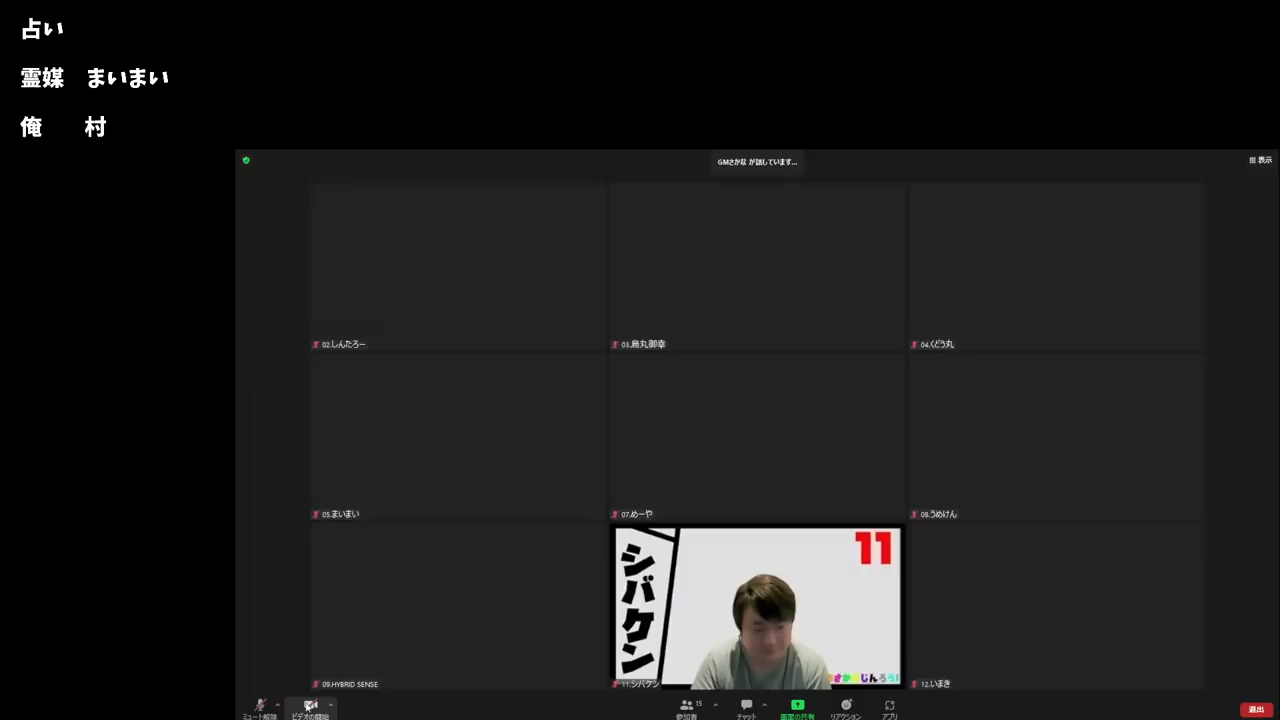 占い
霊媒 まいまい
俺 村
GMさかな が話しています...
表示
02.しんたろー
03.烏丸御幸
04.くどう丸
05.まいまい
07.めーや
08.うめけん
シバケン
11
09.HYBRID SENSE
11.シバケン
12.いまき
ミュート解除
ビデオの開始
参加者
15
チャット
画面の共有
リアクション
アプリ
退出